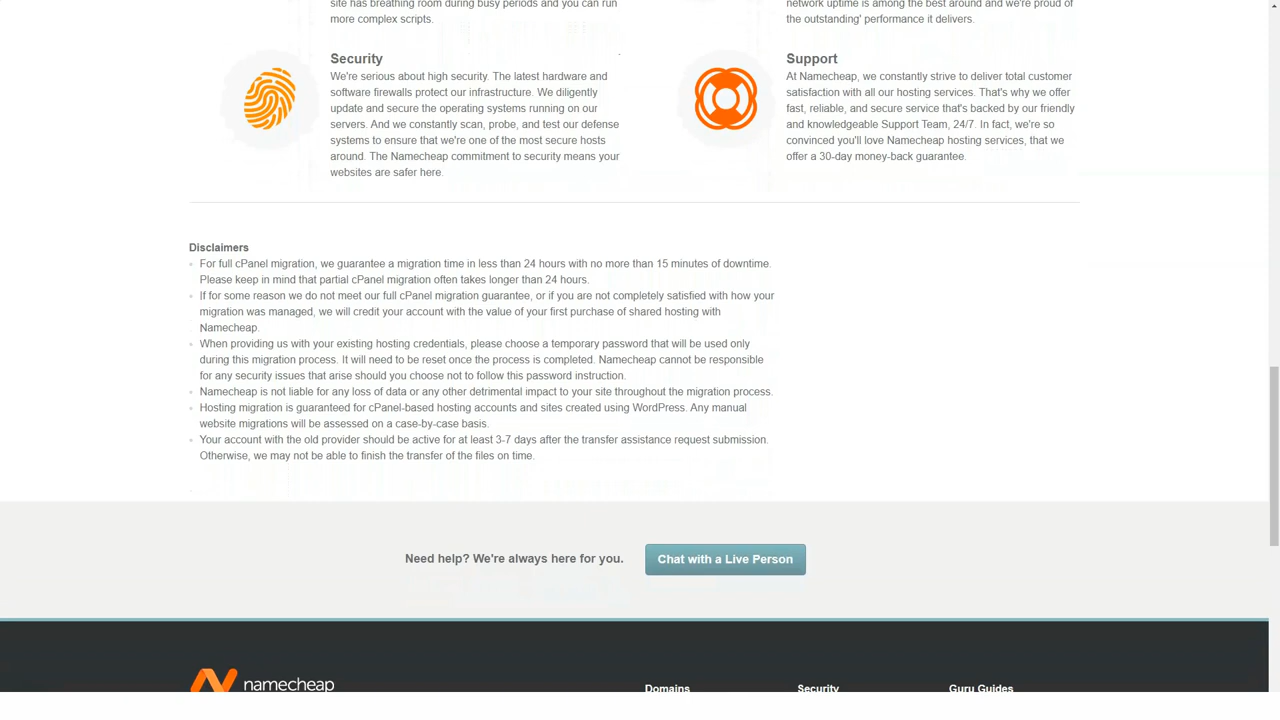 site has breathing room during busy periods and you can run
more complex scripts.
network uptime is among the best around and we're proud of
the outstanding' performance it delivers.
Security
We're serious about high security. The latest hardware and
software firewalls protect our infrastructure. We diligently
update and secure the operating systems running on our
servers. And we constantly scan, probe, and test our defense
systems to ensure that we're one of the most secure hosts
around. The Namecheap commitment to security means your
websites are safer here.
Support
At Namecheap, we constantly strive to deliver total customer
satisfaction with all our hosting services. That's why we offer
fast, reliable, and secure service that's backed by our friendly
and knowledgeable Support Team, 24/7. In fact, we're so
convinced you'll love Namecheap hosting services, that we
offer a 30-day money-back guarantee.
Disclaimers
For full cPanel migration, we guarantee a migration time in less than 24 hours with no more than 15 minutes of downtime.
Please keep in mind that partial cPanel migration often takes longer than 24 hours.
If for some reason we do not meet our full cPanel migration guarantee, or if you are not completely satisfied with how your
migration was managed, we will credit your account with the value of your first purchase of shared hosting with
Namecheap.
When providing us with your existing hosting credentials, please choose a temporary password that will be used only
during this migration process. It will need to be reset once the process is completed. Namecheap cannot be responsible
for any security issues that arise should you choose not to follow this password instruction.
Namecheap is not liable for any loss of data or any other detrimental impact to your site throughout the migration process.
Hosting migration is guaranteed for cPanel-based hosting accounts and sites created using WordPress. Any manual
website migrations will be assessed on a case-by-case basis.
Your account with the old provider should be active for at least 3-7 days after the transfer assistance request submission.
Otherwise, we may not be able to finish the transfer of the files on time.
Need help? We're always here for you.
Chat with a Live Person
namecheap
Domains
Security
Guru Guides